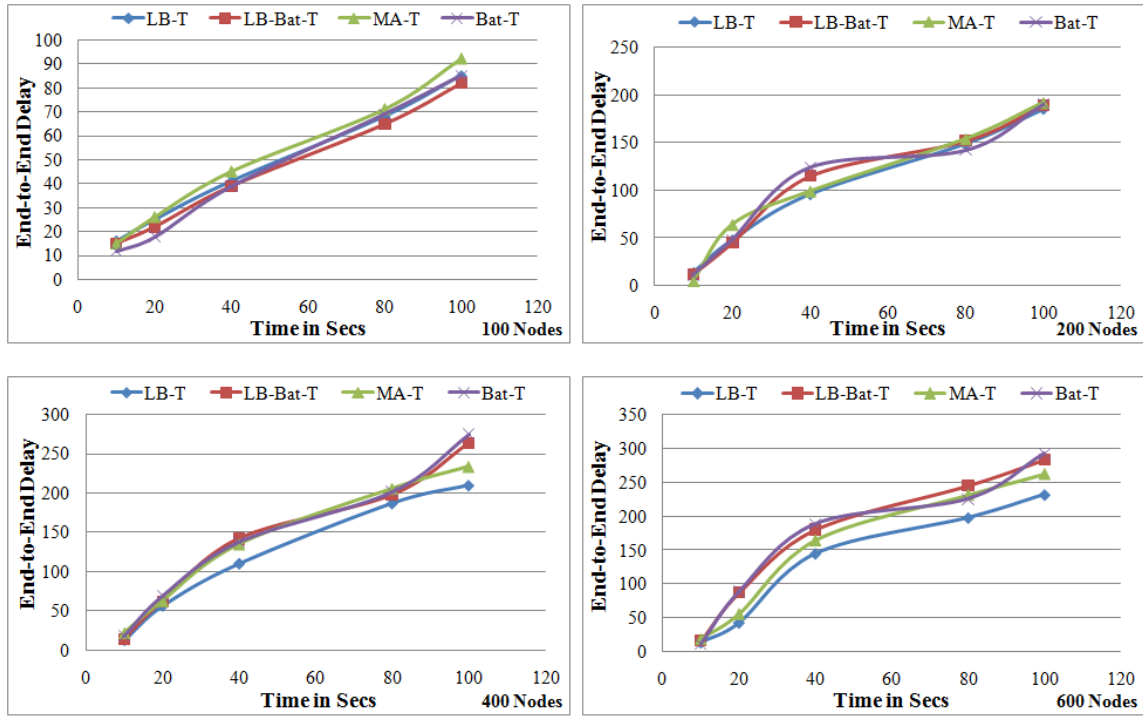 LB-T LB-Bat-T MA-T Bat-T
End-to-End Delay
100
90
80
70
60
50
40
30
20
10
0
0 20 40 60 80 100 120
Time in Secs
100 Nodes
LB-T LB-Bat-T MA-T Bat-T
End-to-End Delay
250
200
150
100
50
0
0 20 40 60 80 100 120
Time in Secs
200 Nodes
LB-T LB-Bat-T MA-T Bat-T
End-to-End Delay
300
250
200
150
100
50
0
0 20 40 60 80 100 120
Time in Secs
400 Nodes
LB-T LB-Bat-T MA-T Bat-T
End-to-End Delay
350
300
250
200
150
100
50
0
0 20 40 60 80 100 120
Time in Secs
600 Nodes